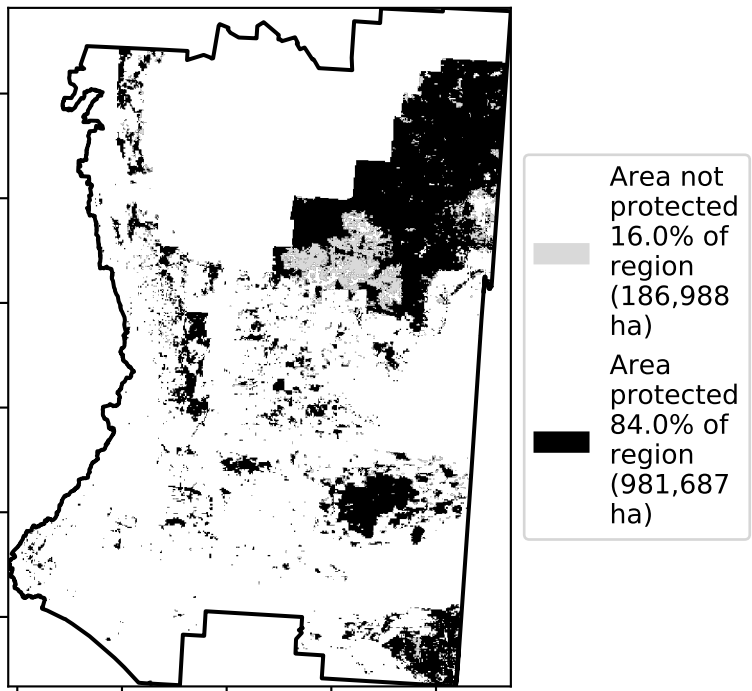 Area not
protected
16.0% of
region
(186,988
ha)
Area
protected
84.0% of
region
(981,687
ha)